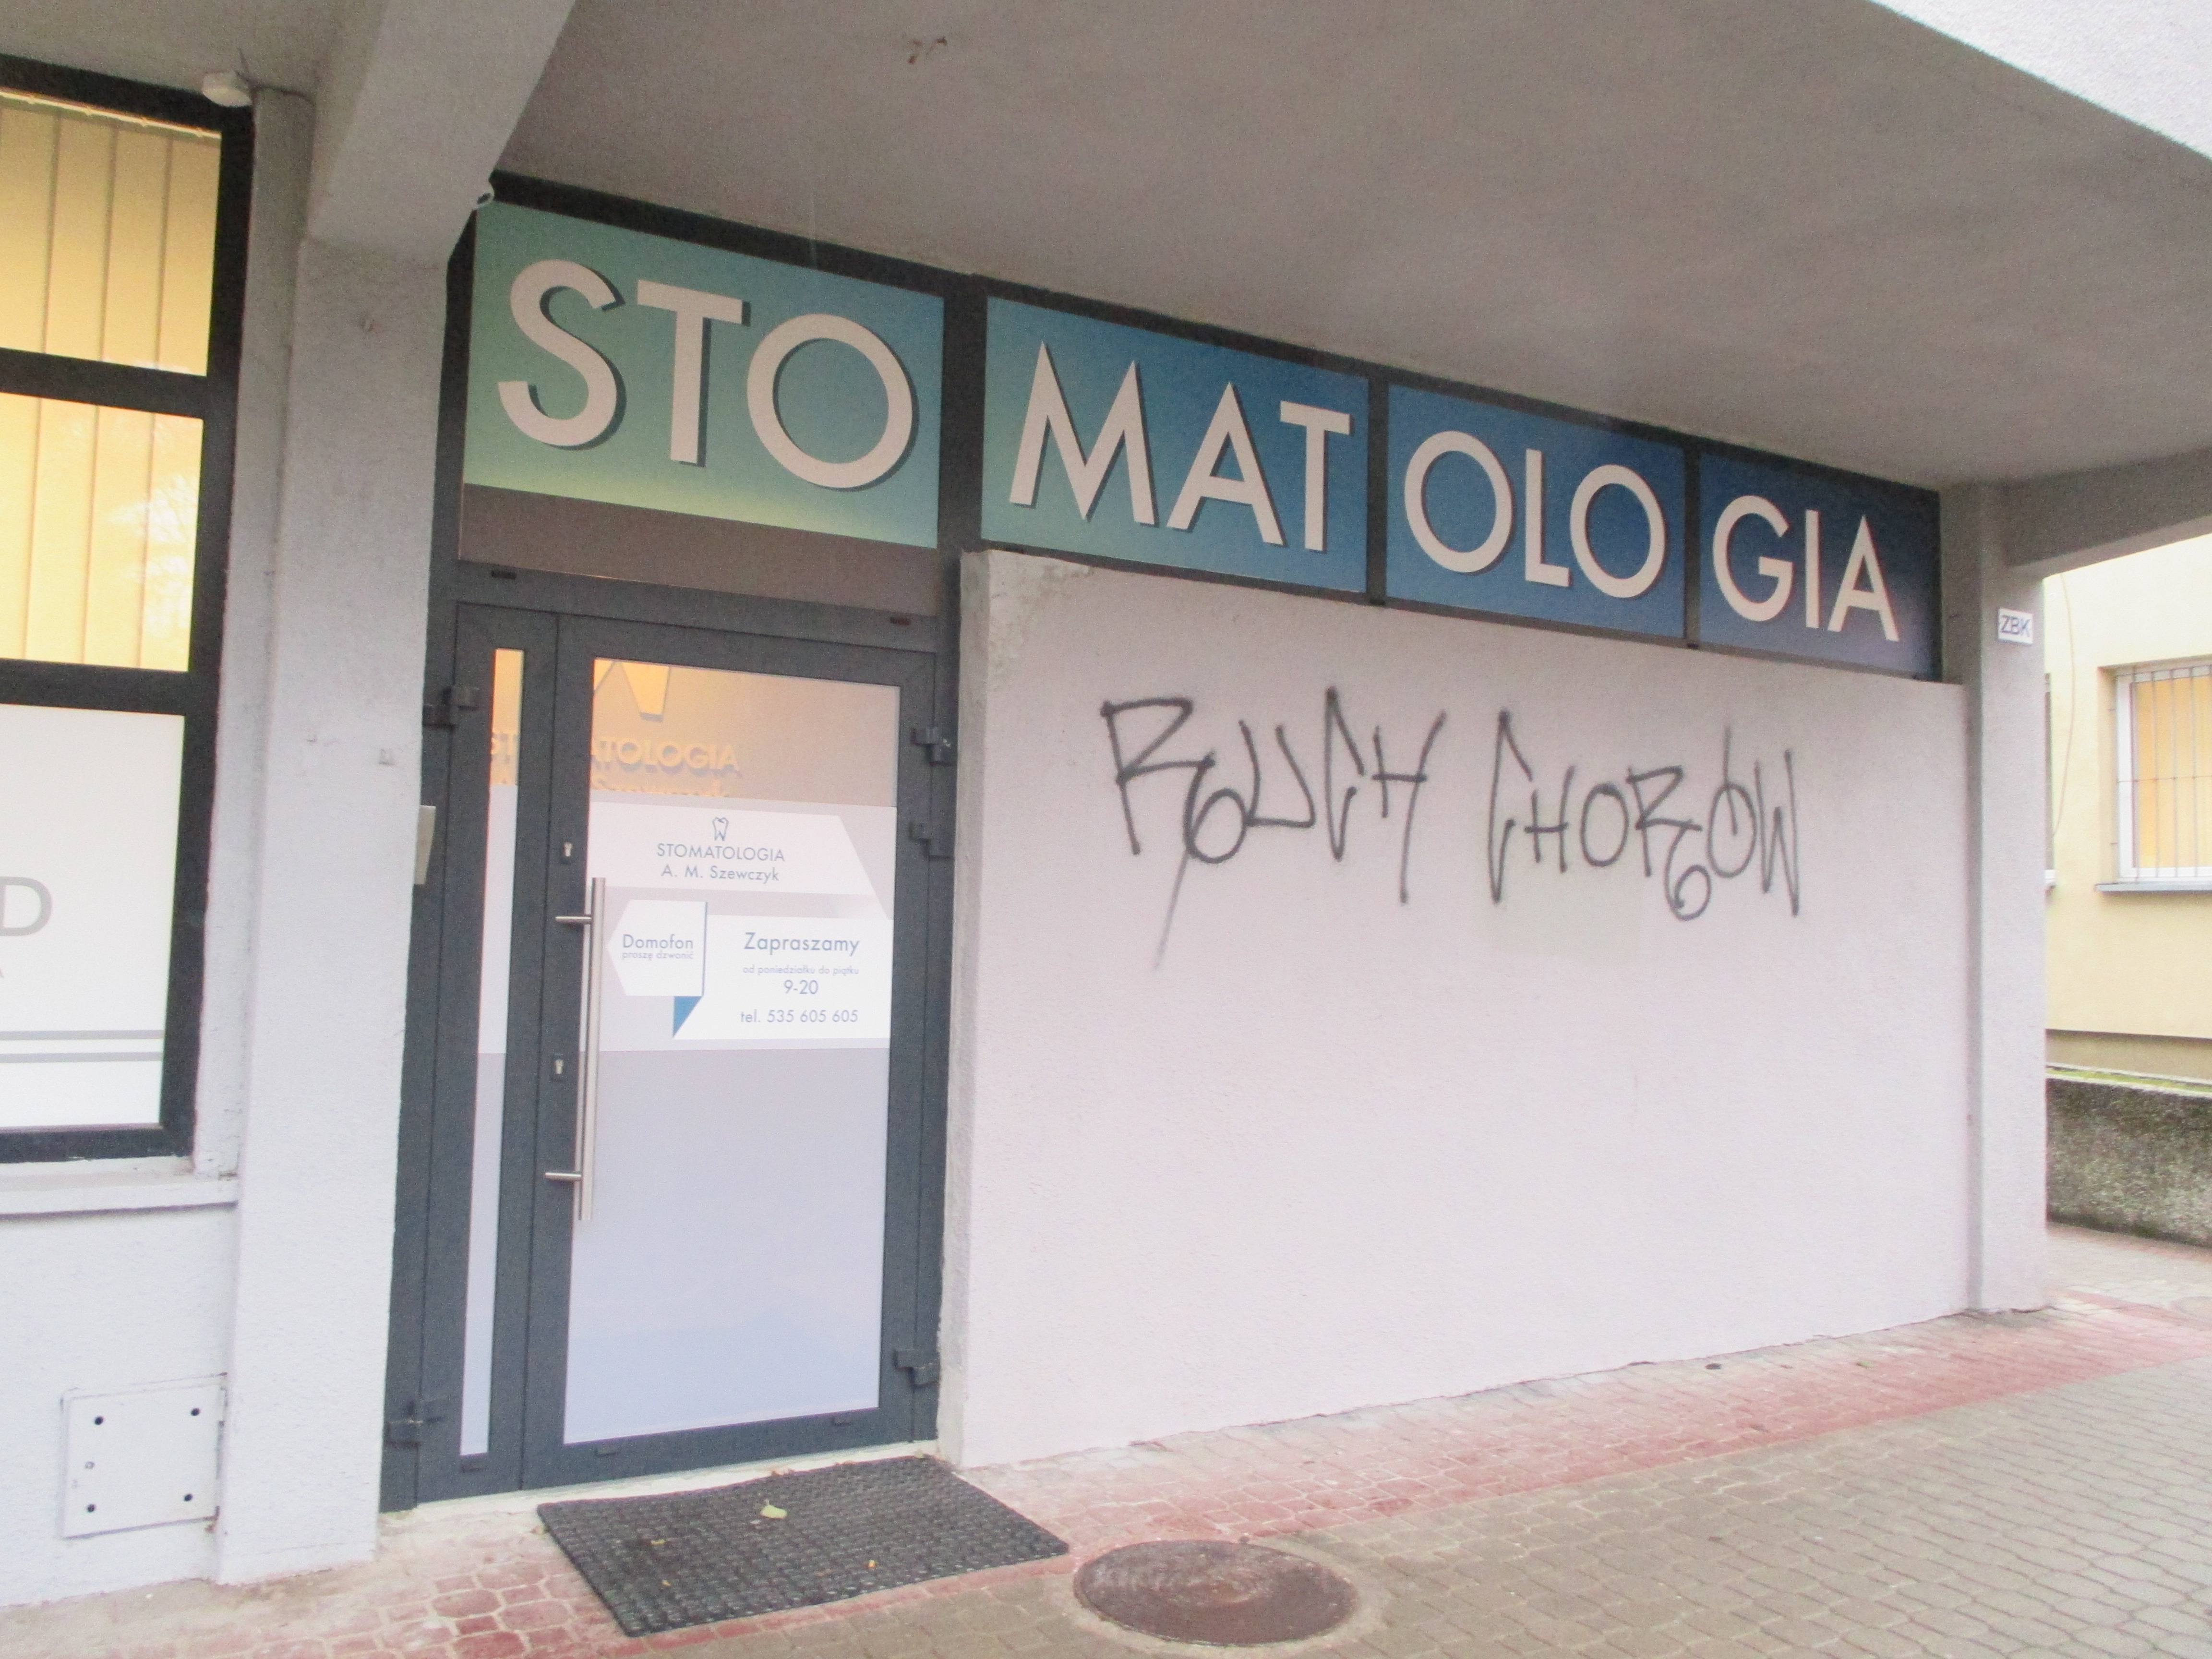 STOMATOLOGIA
ZBK
ROUCH CHORÓW
STOMATOLOGIA
STOMATOLOGIA
A. M. Szewczyk
Domofon
proszę dzwonić
Zapraszamy
od poniedziałku do piątku
9-20
tel. 535 605 605
D
A